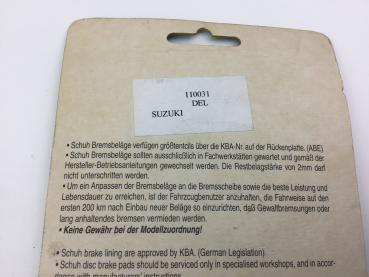 110031
DEL
SUZUKI
• Schuh Bremsbeläge verfügen größtentcils über die KBA-Nr. auf der Rückenplatte. (ABE)
• Schuh Bremsbeläge sollten ausschließlich in Fachwerkstätten gewartet und gemäß der
Hersteller-Betriebsanleitungen gewechselt werden. Die Restbelagstärke von 2mm darf
nicht unterschritten werden.
• Um ein Anpassen der Bremsbeläge an die Bremsscheibe sowie die beste Leistung und
Lebensdauer zu erreichen, ist der Fahrzeugbenutzer anzuhalten, die Fahrweise auf den
ersten 200 km nach Einbau neuer Beläge so einzurichten, daß Gewaltbremsungen oder
lang anhaltendes bremsen vermieden werden.
• Keine Gewähr bei der Modellzuordnung!
• Schuh brake lining are approved by KBA. (German Legislation)
• Schuh disc brake pads should be serviced only in specialised workshops, and in accor-
dance with manufacturers' instructions.